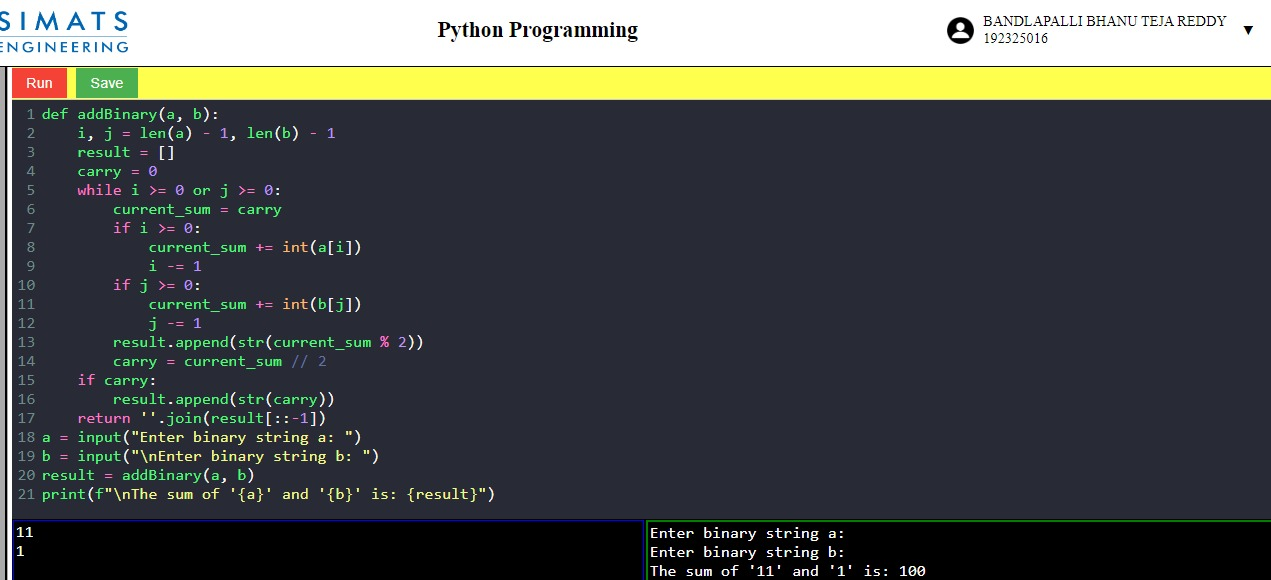 SIMATS
ENGINEERING
Python Programming
BANDLAPALLI BHANU TEJA REDDY
192325016
Run
Save
1 def addBinary(a, b):
2     i, j = len(a) - 1, len(b) - 1
3     result = []
4     carry = 0
5     while i >= 0 or j >= 0:
6         current_sum = carry
7         if i >= 0:
8             current_sum += int(a[i])
9             i -= 1
10         if j >= 0:
11             current_sum += int(b[j])
12             j -= 1
13         result.append(str(current_sum % 2))
14         carry = current_sum // 2
15     if carry:
16         result.append(str(carry))
17     return ''.join(result[::-1])
18 a = input("Enter binary string a: ")
19 b = input("\nEnter binary string b: ")
20 result = addBinary(a, b)
21 print(f"\nThe sum of '{a}' and '{b}' is: {result}")
11
1
Enter binary string a:
Enter binary string b:
The sum of '11' and '1' is: 100